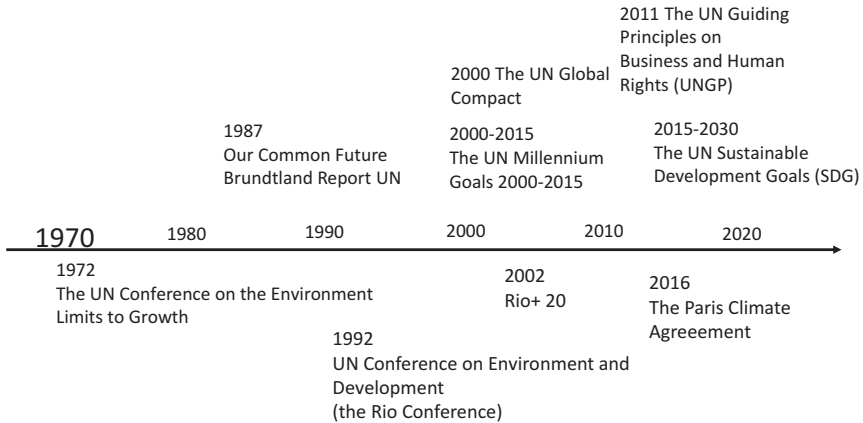 2011 The UN Guiding
Principles on
Business and Human
Rights (UNGP)
2000 The UN Global
Compact
1987
Our Common Future
Brundtland Report UN
2000-2015
The UN Millennium
Goals 2000-2015
2015-2030
The UN Sustainable
Development Goals (SDG)
1970
1980
1990
2000
2010
2020
1972
The UN Conference on the Environment
Limits to Growth
1992
UN Conference on Environment and
Development
(the Rio Conference)
2002
Rio+ 20
2016
The Paris Climate
Agreeement